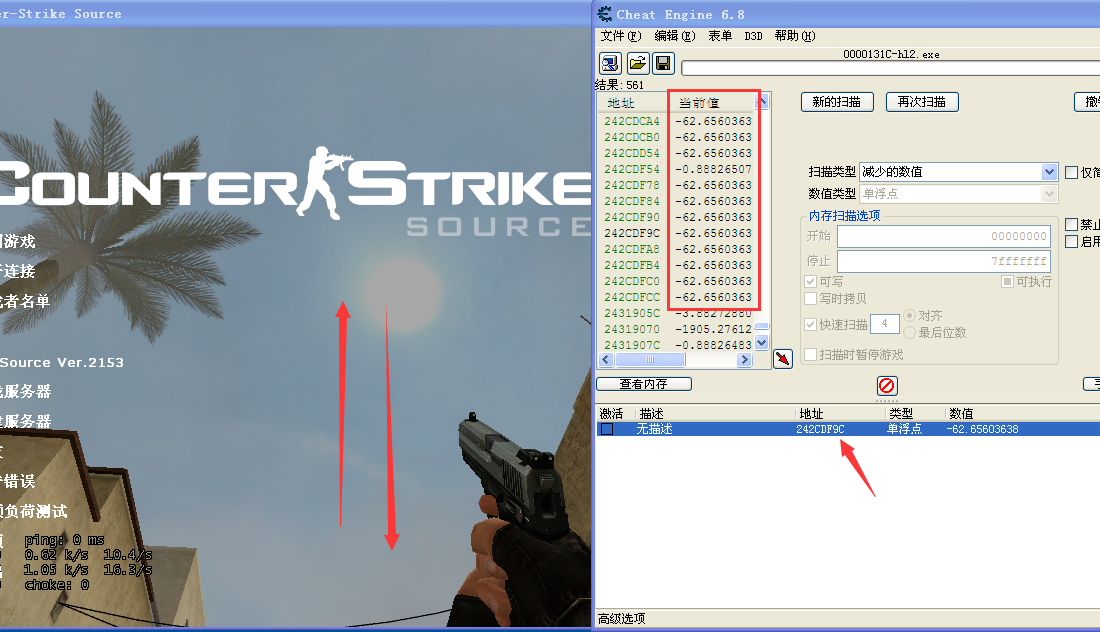 er-Strike Source
COUNTER STRIKE
SOURCE
游戏
连接
者名单
Source Ver.2153
服务器
服务器
错误
负荷测试
ping: 0 ms
0.62 k/s 10.4/s
1.05 k/s 16.3/s
choke: 0
Cheat Engine 6.8
文件(F) 编辑(E) 表单 D3D 帮助(H)
0000131C-hl2.exe
结果: 561
地址 当前值
242CDCA4 -62.6560363
242CDCB0 -62.6560363
242CDD54 -62.6560363
242CDF54 -0.88826507
242CDF78 -62.6560363
242CDF84 -62.6560363
242CDF90 -62.6560363
242CDF9C -62.6560363
242CDFA8 -62.6560363
242CDFB4 -62.6560363
242CDFC0 -62.6560363
242CDFCC -62.6560363
2431905C -3.88272880
24319070 -1905.27612
2431907C -0.88826483
新的扫描 再次扫描 撤
扫描类型 减少的数值 仅
数值类型 单浮点
内存扫描选项
开始 00000000 禁止
停止 7fffffff 启用
可写 可执行
写时拷贝
快速扫描 4 对齐
最后位数
扫描时暂停游戏
查看内存 手
激活 描述 地址 类型 数值
无描述 242CDF9C 单浮点 -62.65603638
高级选项